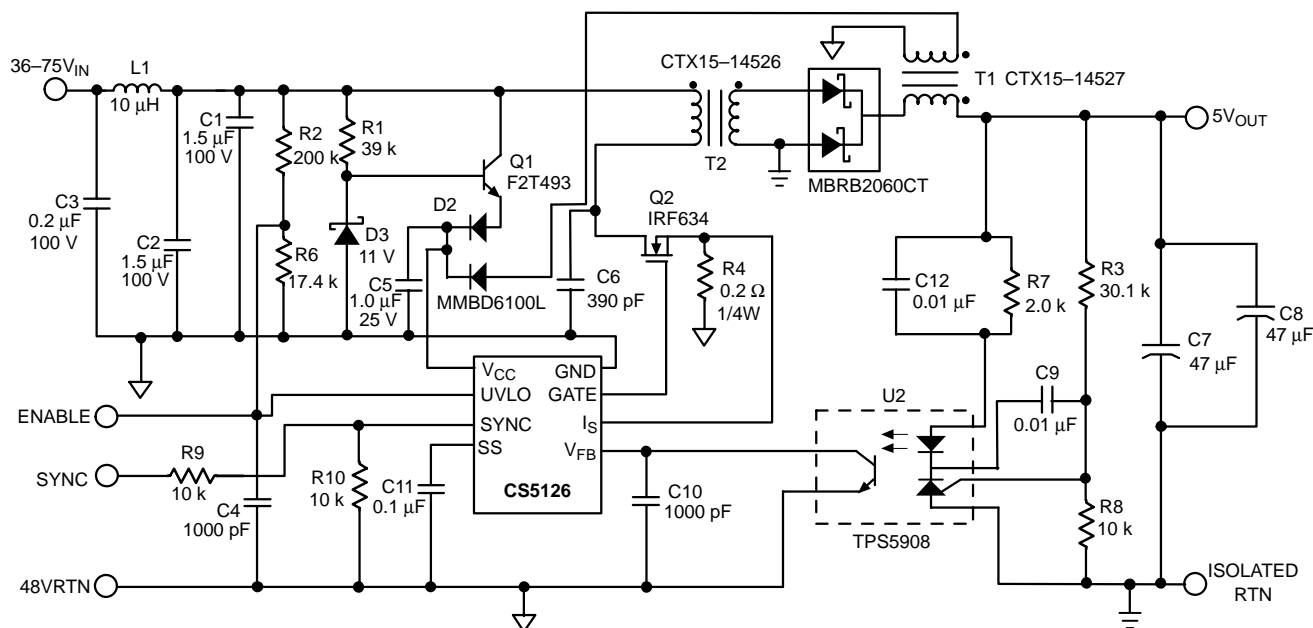 36–75V_IN
L1
10 μH
C1
1.5 μF
100 V
R2
200 k
R1
39 k
Q1
F2T493
CTX15–14526
T2
MBRB2060CT
T1 CTX15–14527
5V_OUT
C3
0.2 μF
100 V
C2
1.5 μF
100 V
R6
17.4 k
D3
11 V
D2
C5
1.0 μF
25 V
MMBD6100L
C6
390 pF
Q2
IRF634
R4
0.2 Ω
1/4W
C12
0.01 μF
R7
2.0 k
R3
30.1 k
C7
47 μF
C8
47 μF
C9
0.01 μF
U2
V_CC
GND
UVLO
GATE
SYNC
I_S
SS
V_FB
CS5126
ENABLE
SYNC
R9
10 k
C4
1000 pF
R10
10 k
C11
0.1 μF
C10
1000 pF
TPS5908
R8
10 k
48VRTN
ISOLATED
RTN